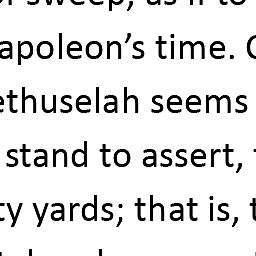 sweep, as if to
apoleon’s time.
ethuselah seems
stand to assert,
ty yards; that is,